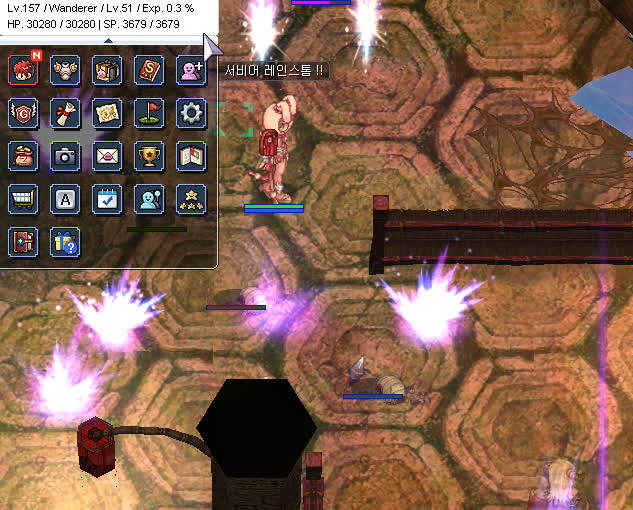 Lv.157 / Wanderer / Lv.51 / Exp. 0.3 %
HP. 30280 / 30280 | SP. 3679 / 3679
N
서비어 레인스톰 !!
S
G
A
?